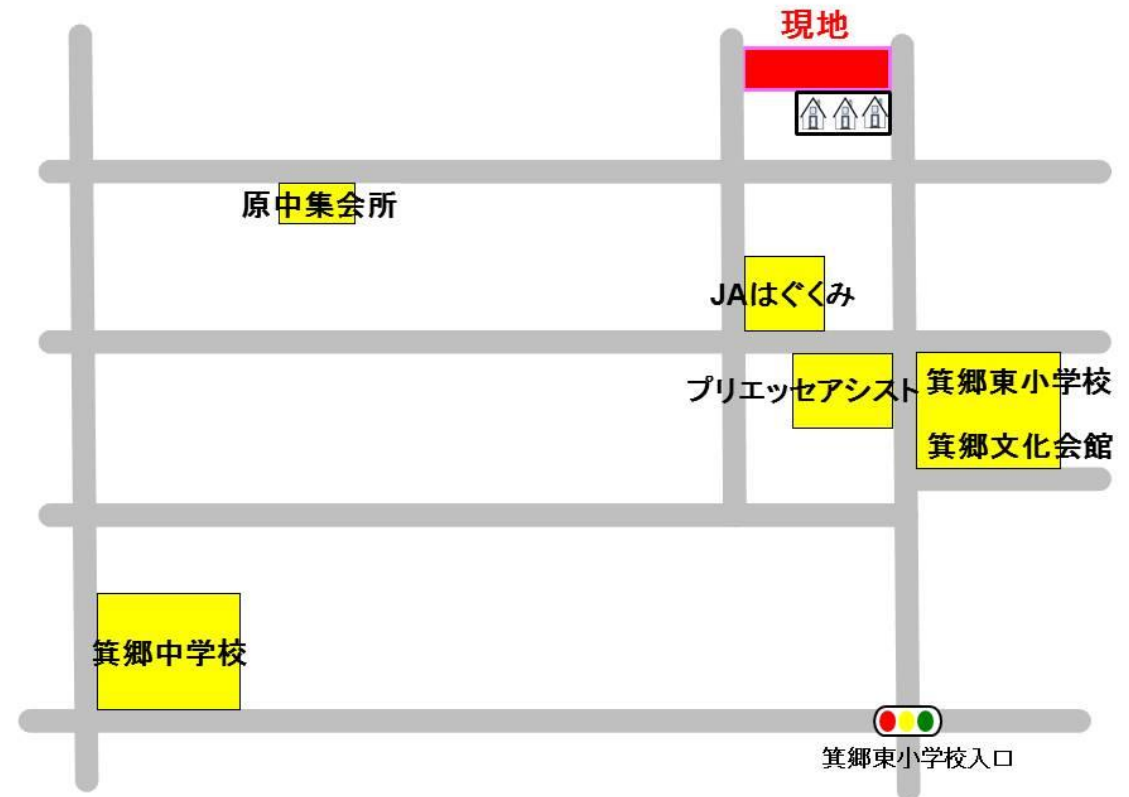 現地
原中集会所
JAはぐくみ
プリエッセアシスト
箕郷東小学校
箕郷文化会館
箕郷中学校
箕郷東小学校入口